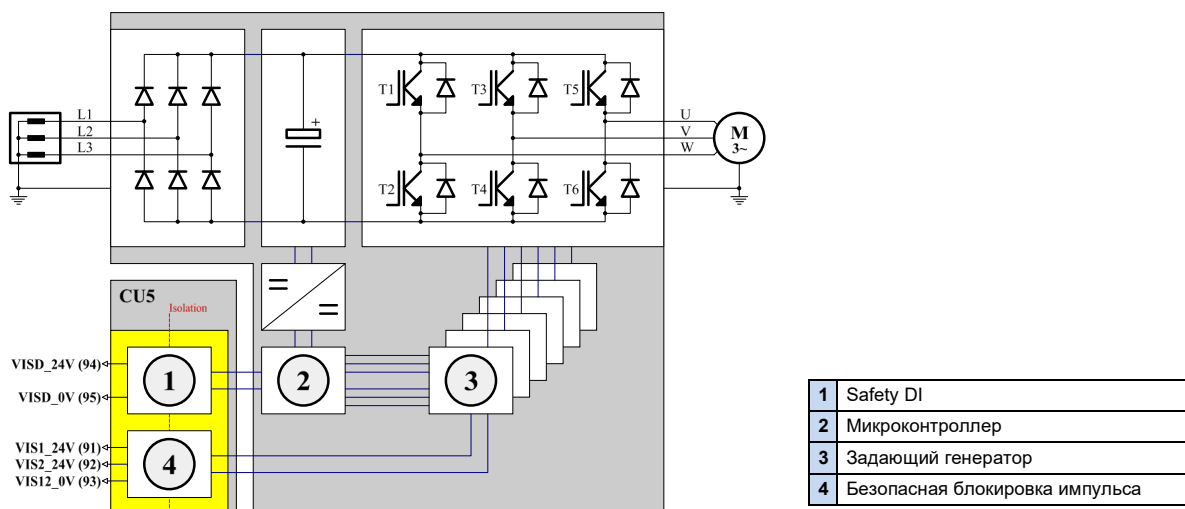 T1
T3
T5
L1
L2
L3
U
V
W
M
3~
+
T2
T4
T6
CU5
Isolation
VISD_24V (94)
VISD_0V (95)
1
2
3
VIS1_24V (91)
VIS2_24V (92)
VIS12_0V (93)
4
1 Safety DI
2 Микроконтроллер
3 Задающий генератор
4 Безопасная блокировка импульса